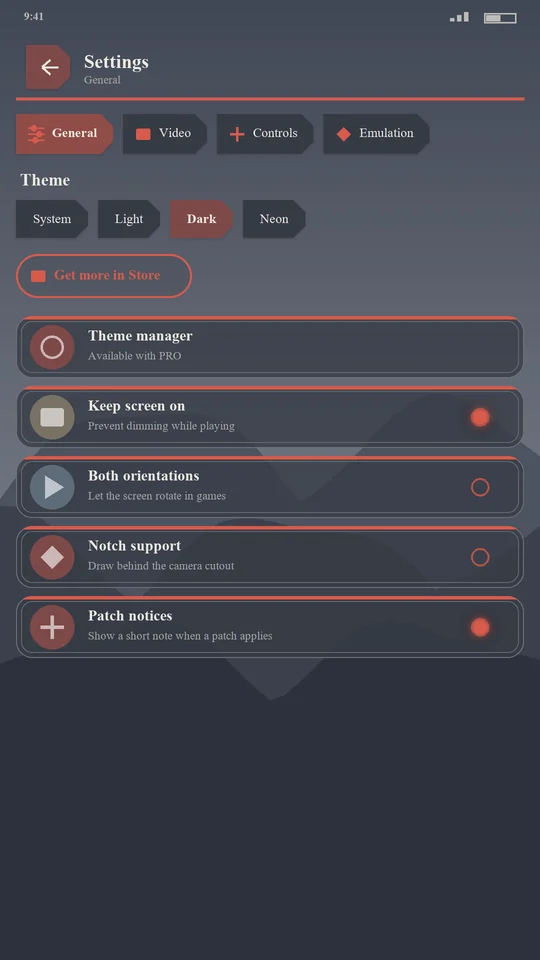 9:41
Settings
General
General
Video
Controls
Emulation
Theme
System
Light
Dark
Neon
Get more in Store
Theme manager
Available with PRO
Keep screen on
Prevent dimming while playing
Both orientations
Let the screen rotate in games
Notch support
Draw behind the camera cutout
Patch notices
Show a short note when a patch applies